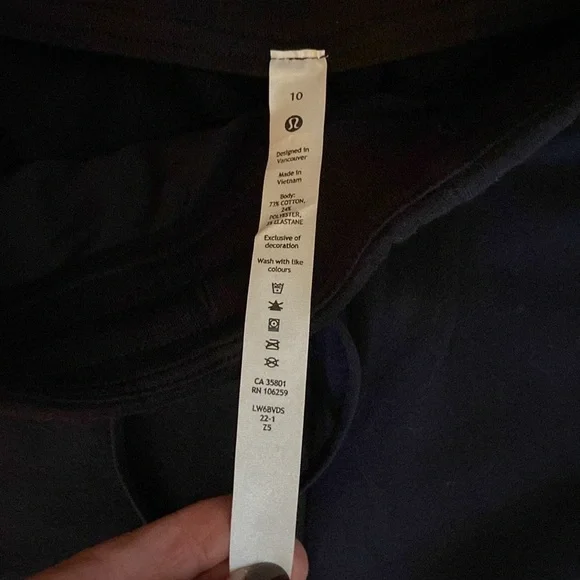 10
Designed in
Vancouver
Made in
Vietnam
Body:
73% COTTON,
24%
POLYESTER,
3% ELASTANE
Exclusive of
decoration
Wash with like
colours
CA 35801
RN 106259
LW6BVDS
22-1
Z5